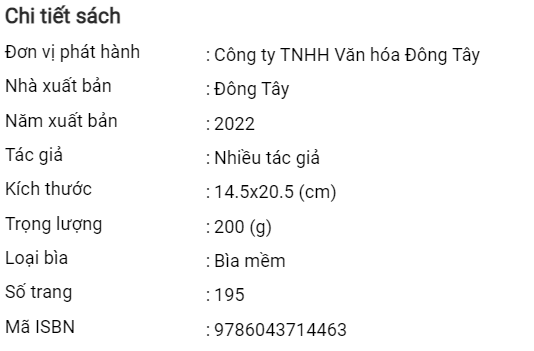 Chi tiết sách
Đơn vị phát hành : Công ty TNHH Văn hóa Đông Tây
Nhà xuất bản : Đông Tây
Năm xuất bản : 2022
Tác giả : Nhiều tác giả
Kích thước : 14.5x20.5 (cm)
Trọng lượng : 200 (g)
Loại bìa : Bìa mềm
Số trang : 195
Mã ISBN : 9786043714463